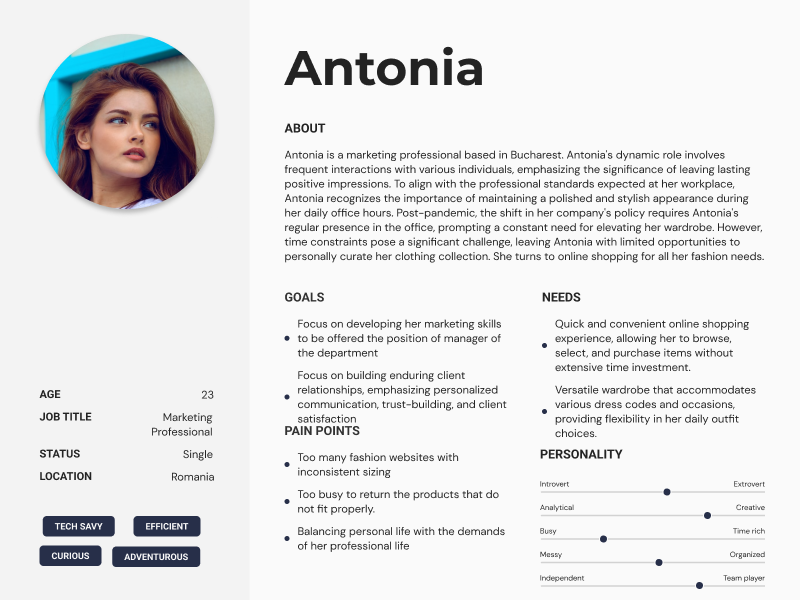 Antonia
ABOUT
Antonia is a marketing professional based in Bucharest. Antonia's dynamic role involves
frequent interactions with various individuals, emphasizing the significance of leaving lasting
positive impressions. To align with the professional standards expected at her workplace,
Antonia recognizes the importance of maintaining a polished and stylish appearance during
her daily office hours. Post-pandemic, the shift in her company's policy requires Antonia's
regular presence in the office, prompting a constant need for elevating her wardrobe. However,
time constraints pose a significant challenge, leaving Antonia with limited opportunities to
personally curate her clothing collection. She turns to online shopping for all her fashion needs.
AGE 23
JOB TITLE Marketing
Professional
STATUS Single
LOCATION Romania
TECH SAVY EFFICIENT
CURIOUS ADVENTUROUS
GOALS
Focus on developing her marketing skills
to be offered the position of manager of
the department
Focus on building enduring client
relationships, emphasizing personalized
communication, trust-building, and client
satisfaction
PAIN POINTS
Too many fashion websites with
inconsistent sizing
Too busy to return the products that do
not fit properly.
Balancing personal life with the demands
of her professional life
NEEDS
Quick and convenient online shopping
experience, allowing her to browse,
select, and purchase items without
extensive time investment.
Versatile wardrobe that accommodates
various dress codes and occasions,
providing flexibility in her daily outfit
choices.
PERSONALITY
Introvert Extrovert
Analytical Creative
Busy Time rich
Messy Organized
Independent Team player